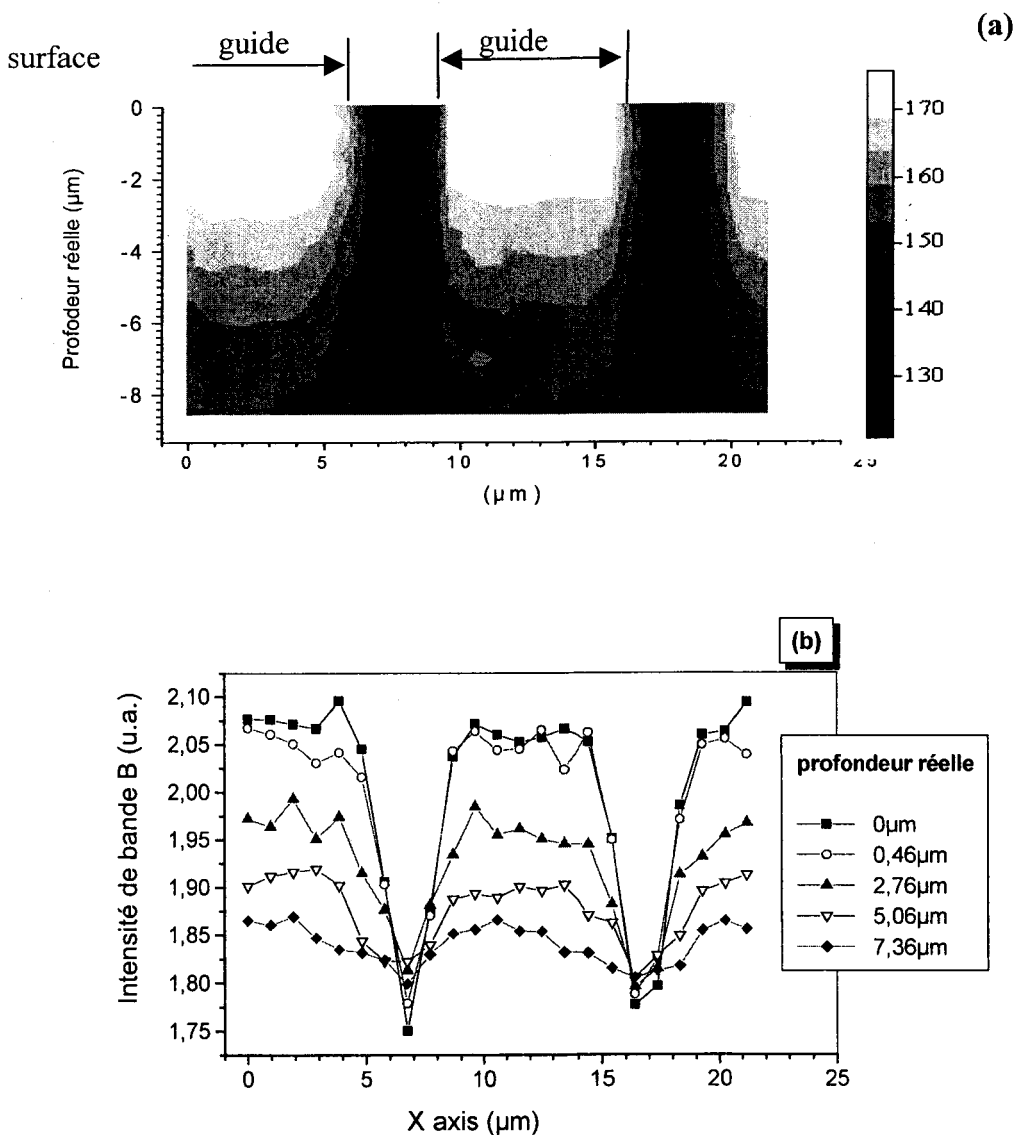 (a)
surface
guide
guide
Profodeur réelle (µm)
0
-2
-4
-6
-8
0
5
10
15
20
(µm)
170
160
150
140
130
(b)
Intensité de bande B (u.a.)
2,10
2,05
2,00
1,95
1,90
1,85
1,80
1,75
0
5
10
15
20
25
X axis (µm)
profondeur réelle
0µm
0,46µm
2,76µm
5,06µm
7,36µm